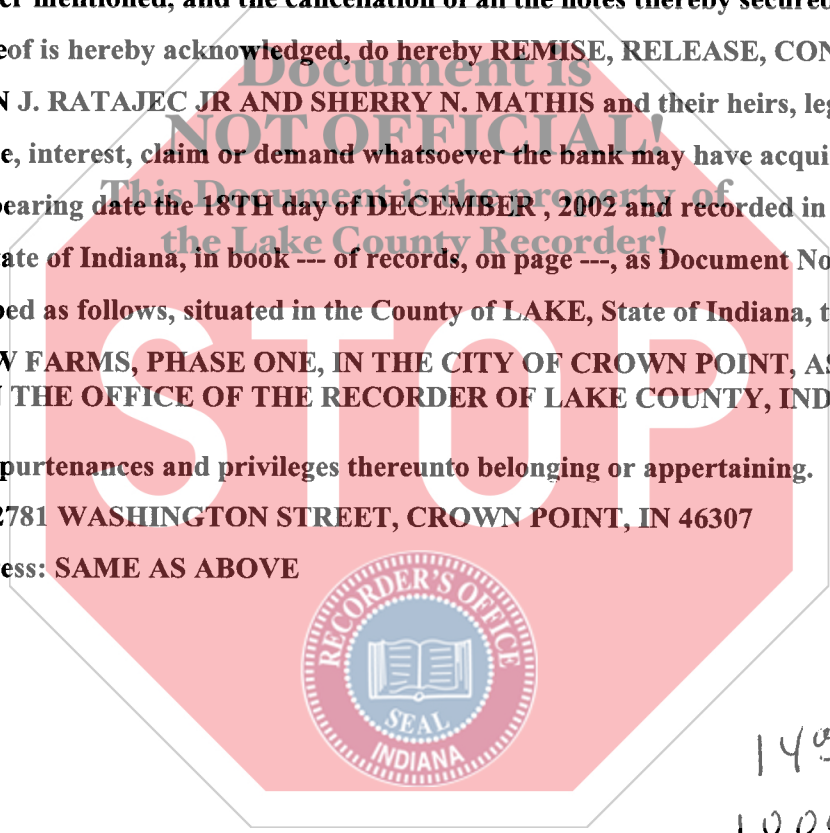 er mentioned, and the cancellation of all the notes thereby secured
eof is hereby acknowledged, do hereby REMISE, RELEASE, CON
Document is
N J. RATAJEC JR AND SHERRY N. MATHIS and their heirs, leg
NOT OFFICIAL!
e, interest, claim or demand whatsoever the bank may have acqui
This Document is the property of
bearing date the 18TH day of DECEMBER , 2002 and recorded in
the Lake County Recorder!
ate of Indiana, in book --- of records, on page ---, as Document No
bed as follows, situated in the County of LAKE, State of Indiana, t
STOP
W FARMS, PHASE ONE, IN THE CITY OF CROWN POINT, AS
N THE OFFICE OF THE RECORDER OF LAKE COUNTY, IND
purtenances and privileges thereunto belonging or appertaining.
2781 WASHINGTON STREET, CROWN POINT, IN 46307
ess: SAME AS ABOVE
RECORDER'S OFFICE
SEAL
INDIANA